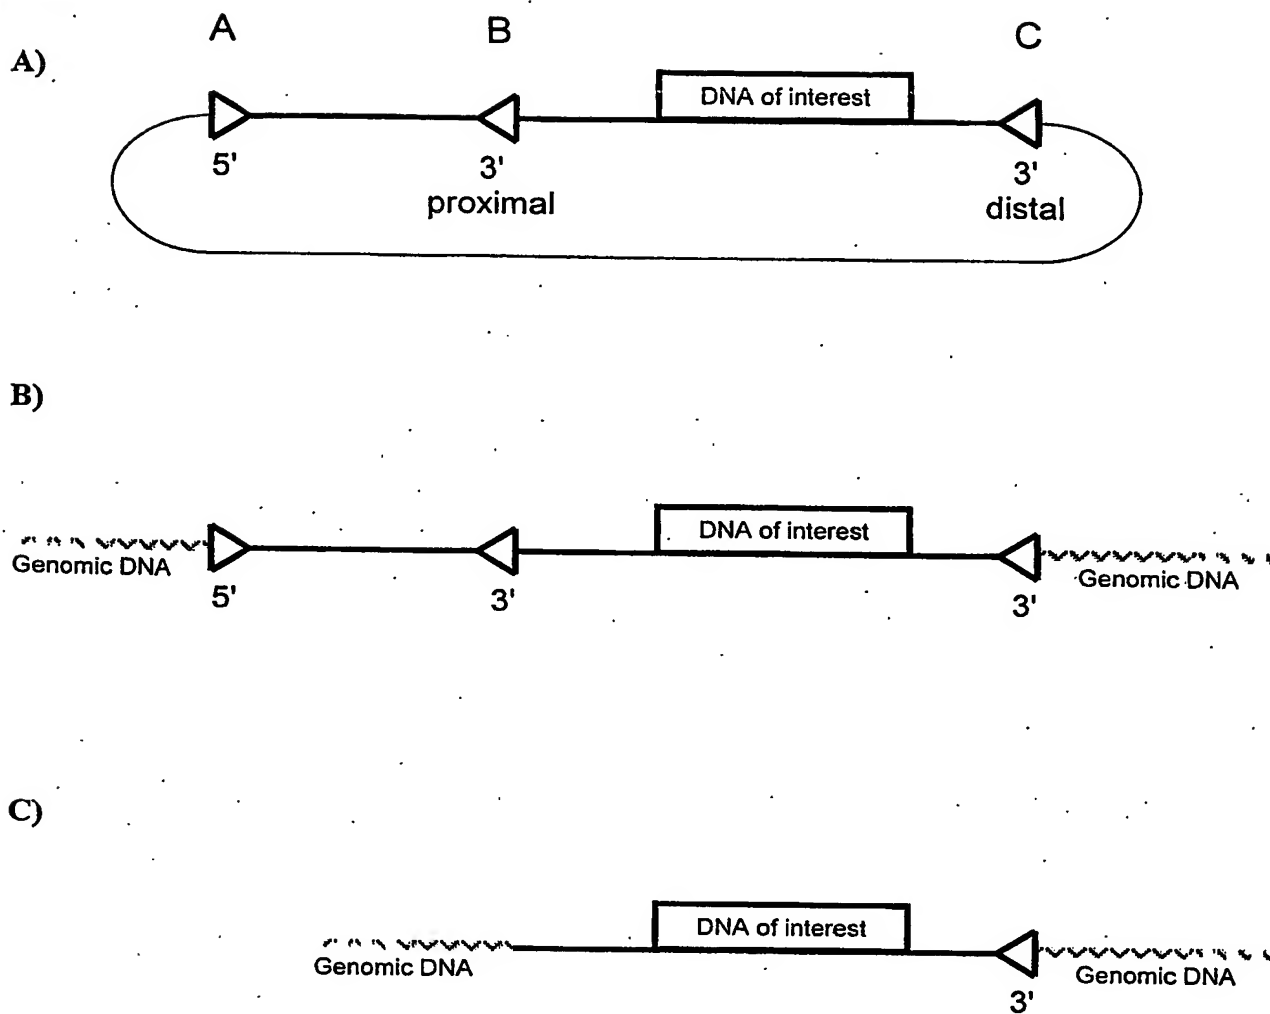 A B C
A)
DNA of interest
5' 3' 3'
proximal distal
B)
DNA of interest
Genomic DNA Genomic DNA
5' 3' 3'
C)
DNA of interest
Genomic DNA Genomic DNA
3'